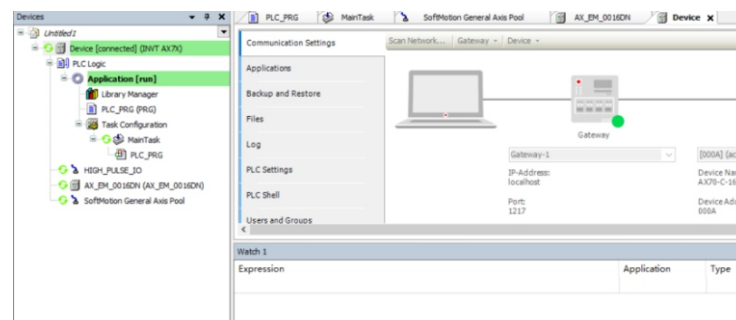 Devices
Untitled1
Device [connected] (INVT AX7X)
PLC Logic
Application [run]
Library Manager
PLC_PRG (PRG)
Task Configuration
MainTask
PLC_PRG
HIGH_PULSE_IO
AX_EM_0016DN (AX_EM_0016DN)
SoftMotion General Axis Pool
PLC_PRG MainTask SoftMotion General Axis Pool AX_EM_0016DN Device
Communication Settings
Applications
Backup and Restore
Files
Log
PLC Settings
PLC Shell
Users and Groups
Scan Network... Gateway Device
Gateway
Gateway-1 [000A] (ac
IP-Address:
localhost
Port:
1217
Device Nar
AX70-C-16
Device Add
000A
Watch 1
Expression Application Type